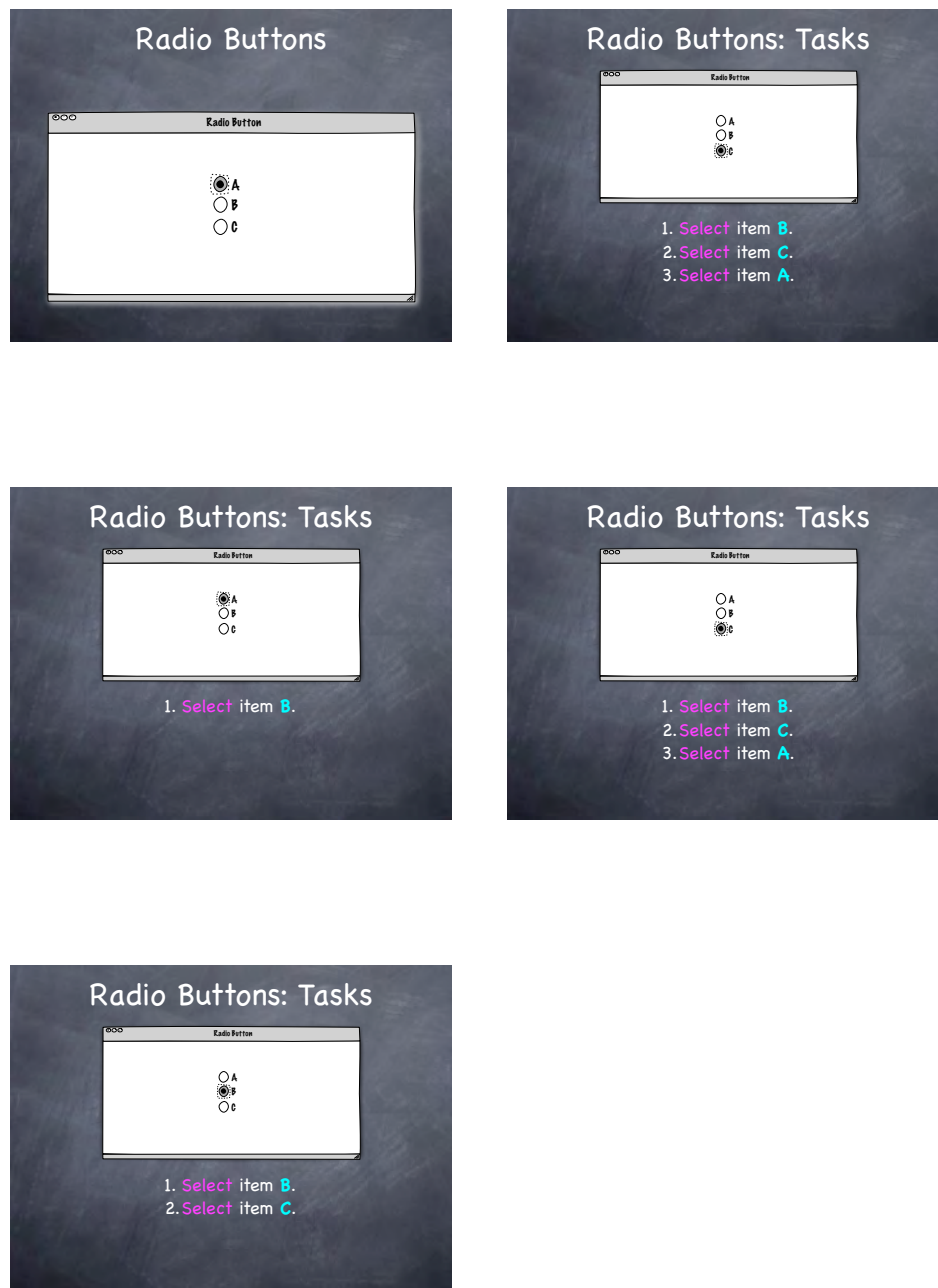 Radio Buttons
Radio Button
A
B
C
Radio Buttons: Tasks
Radio Button
A
B
C
1. Select item B.
2. Select item C.
3. Select item A.
Radio Buttons: Tasks
Radio Button
A
B
C
1. Select item B.
Radio Buttons: Tasks
Radio Button
A
B
C
1. Select item B.
2. Select item C.
3. Select item A.
Radio Buttons: Tasks
Radio Button
A
B
C
1. Select item B.
2. Select item C.